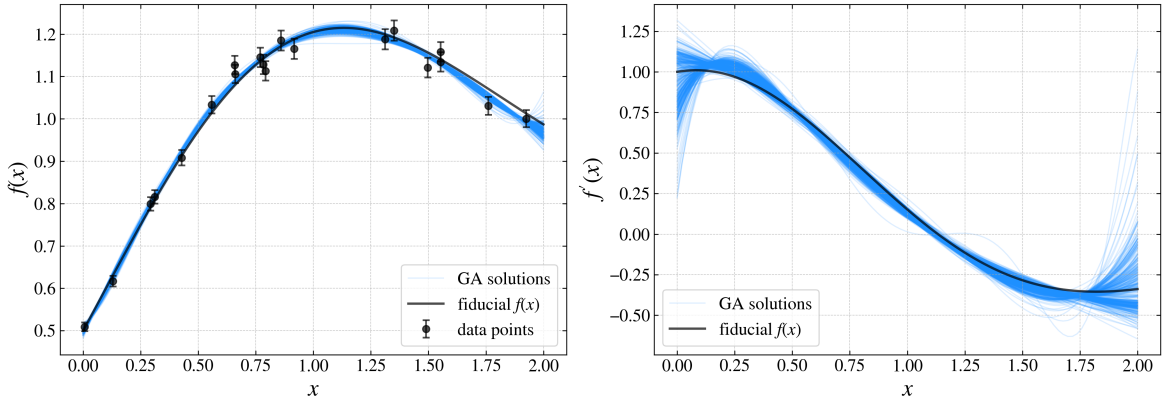 f(x)
1.2
1.1
1.0
0.9
0.8
0.7
0.6
0.5
GA solutions
fiducial f(x)
data points
0.00 0.25 0.50 0.75 1.00 1.25 1.50 1.75 2.00
x
f′(x)
1.25
1.00
0.75
0.50
0.25
0.00
−0.25
−0.50
GA solutions
fiducial f(x)
0.00 0.25 0.50 0.75 1.00 1.25 1.50 1.75 2.00
x